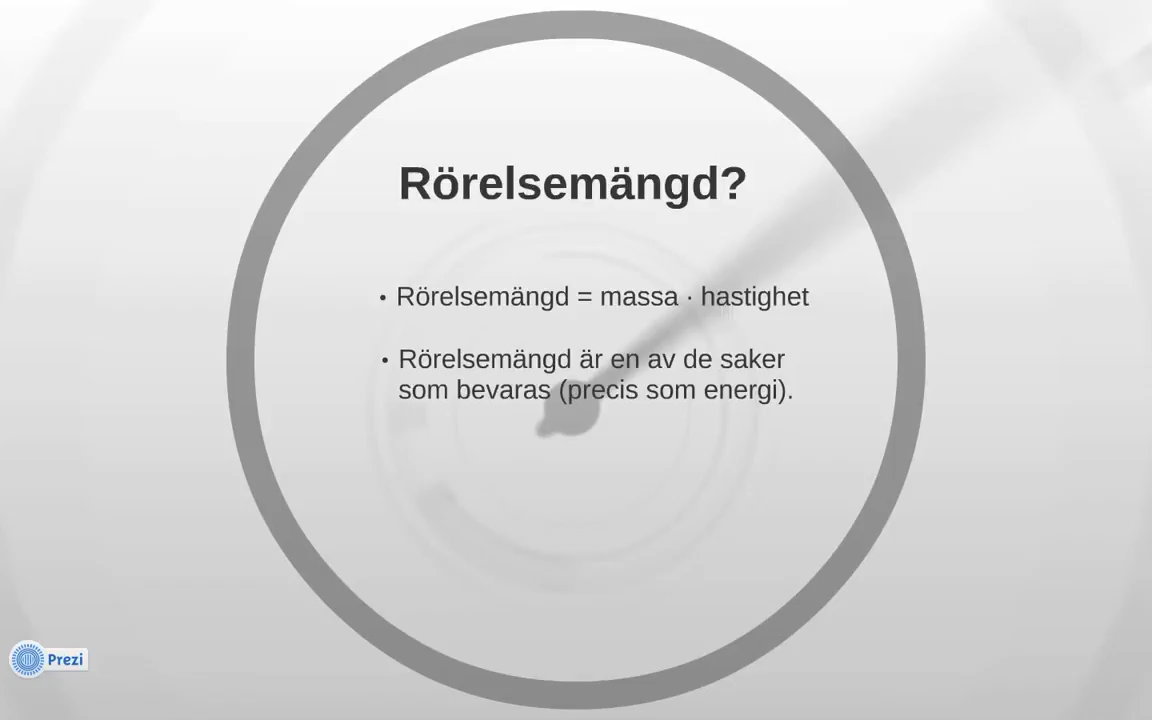 Rörelsemängd?
• Rörelsemängd = massa · hastighet
• Rörelsemängd är en av de saker
som bevaras (precis som energi).
Prezi